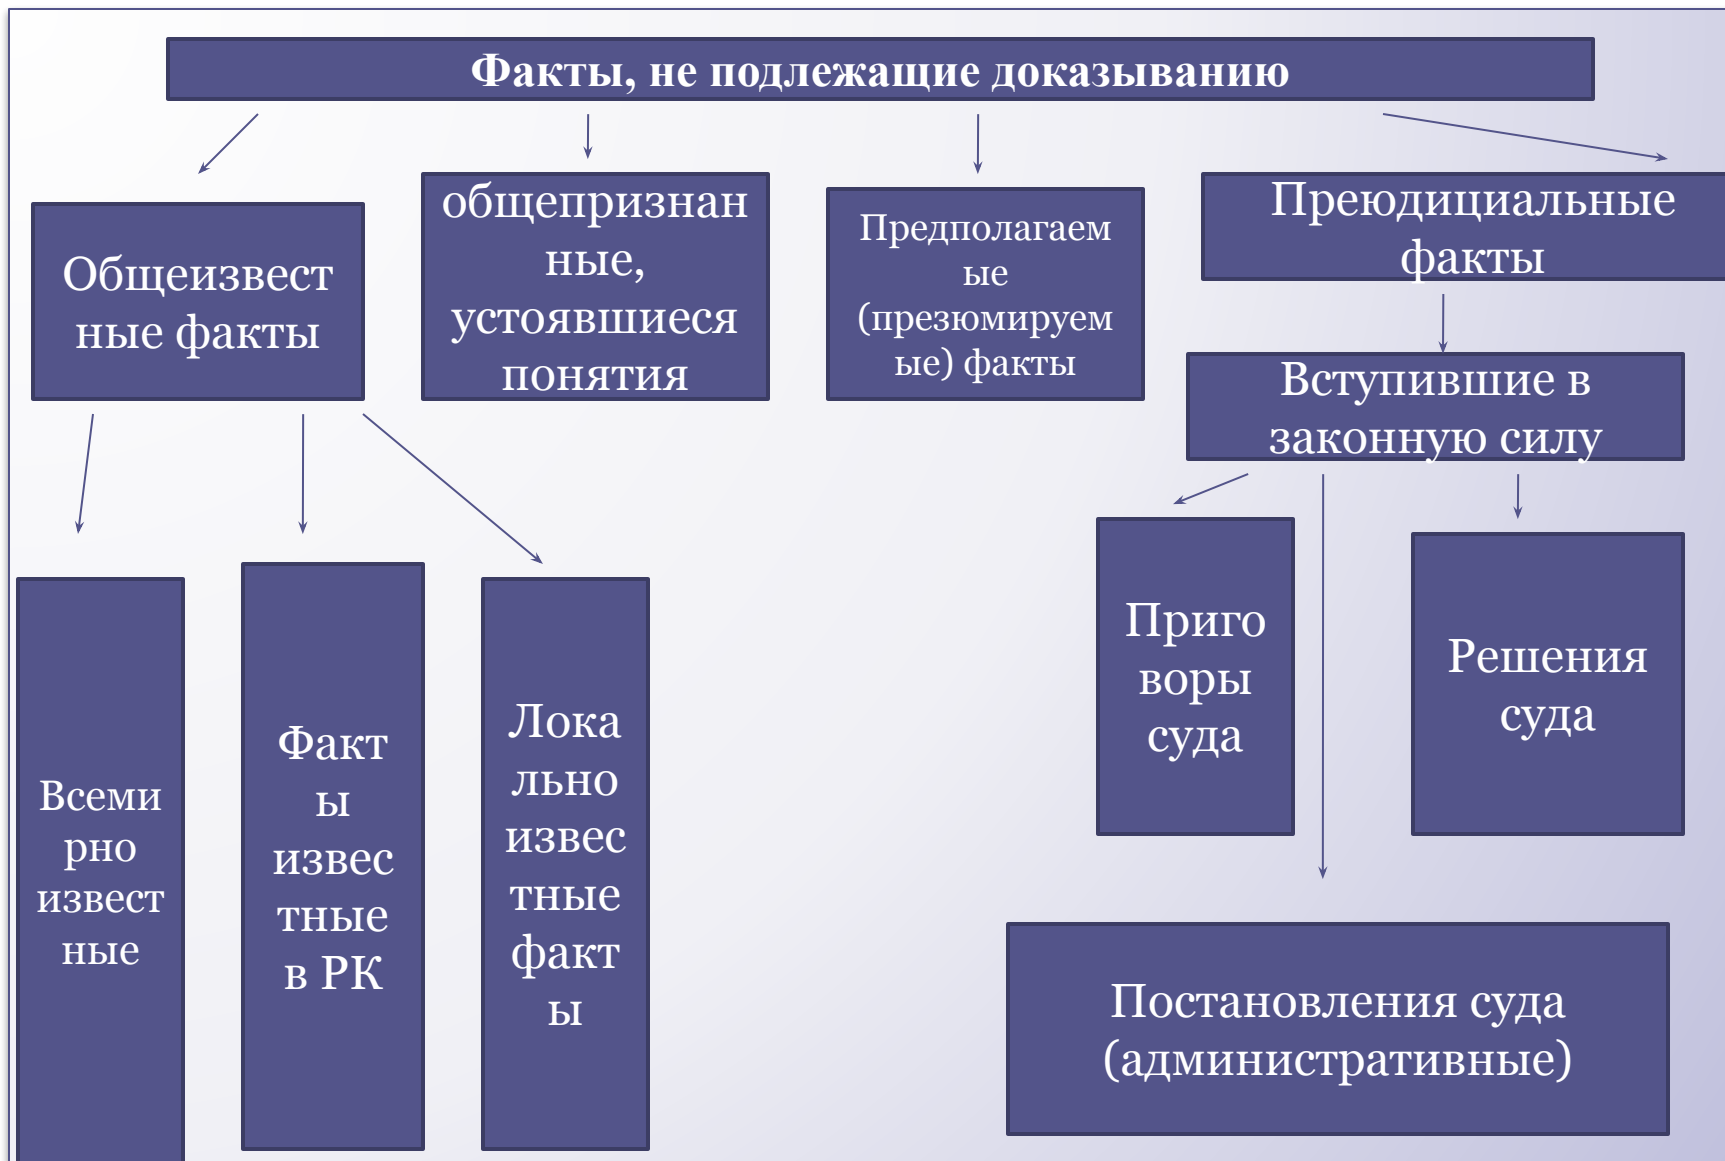 Факты, не подлежащие доказыванию
Общеизвест
ные факты
общепризнан
ные,
устоявшиеся
понятия
Предполагаем
ые
(презюмируем
ые) факты
Преюдициальные
факты
Вступившие в
законную силу
Всеми
рно
извест
ные
Факт
ы
извес
тные
в РК
Лока
льно
извес
тные
факт
ы
Приго
воры
суда
Решения
суда
Постановления суда
(административные)